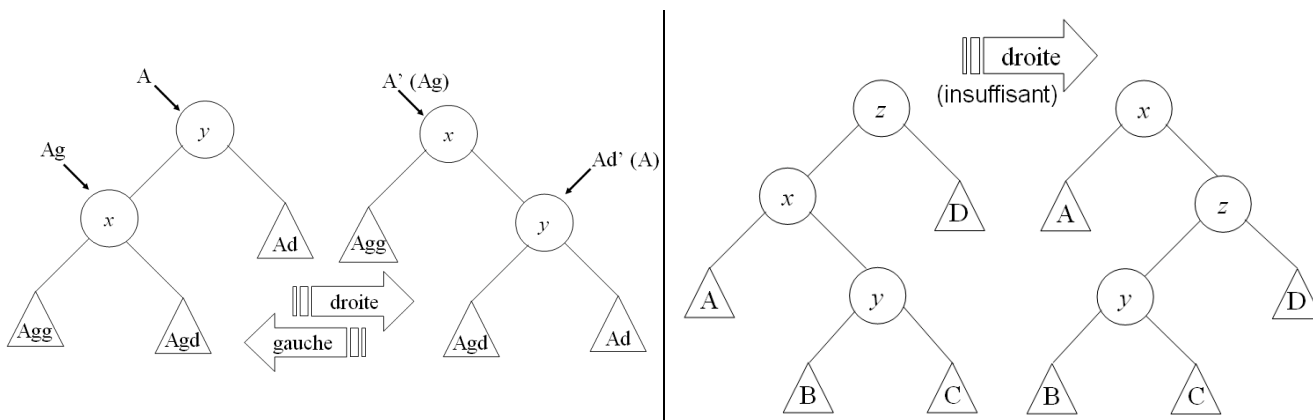 A
y
Ag
x
Ad
Agg
Agd
A' (Ag)
x
Ad' (A)
y
Agg
Agd
Ad
droite
gauche
droite
(insuffisant)
z
x
D
A
y
B
C
x
A
z
y
D
B
C